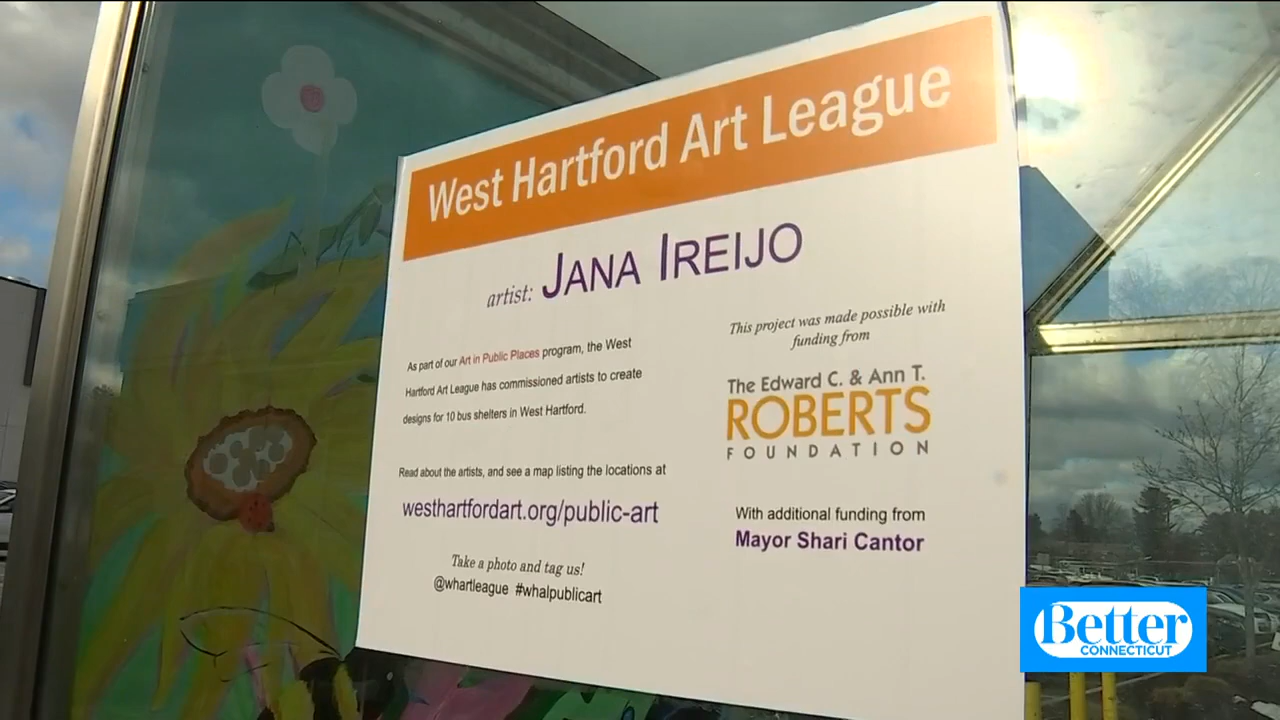 West Hartford Art League
artist: JANA IREIJO
As part of our Art in Public Places program, the West
Hartford Art League has commissioned artists to create
designs for 10 bus shelters in West Hartford.
Read about the artists, and see a map listing the locations at
westhartfordart.org/public-art
Take a photo and tag us!
@whartleague #whalpublicart
This project was made possible with
funding from
The Edward C. & Ann T.
ROBERTS
FOUNDATION
With additional funding from
Mayor Shari Cantor
Better
CONNECTICUT